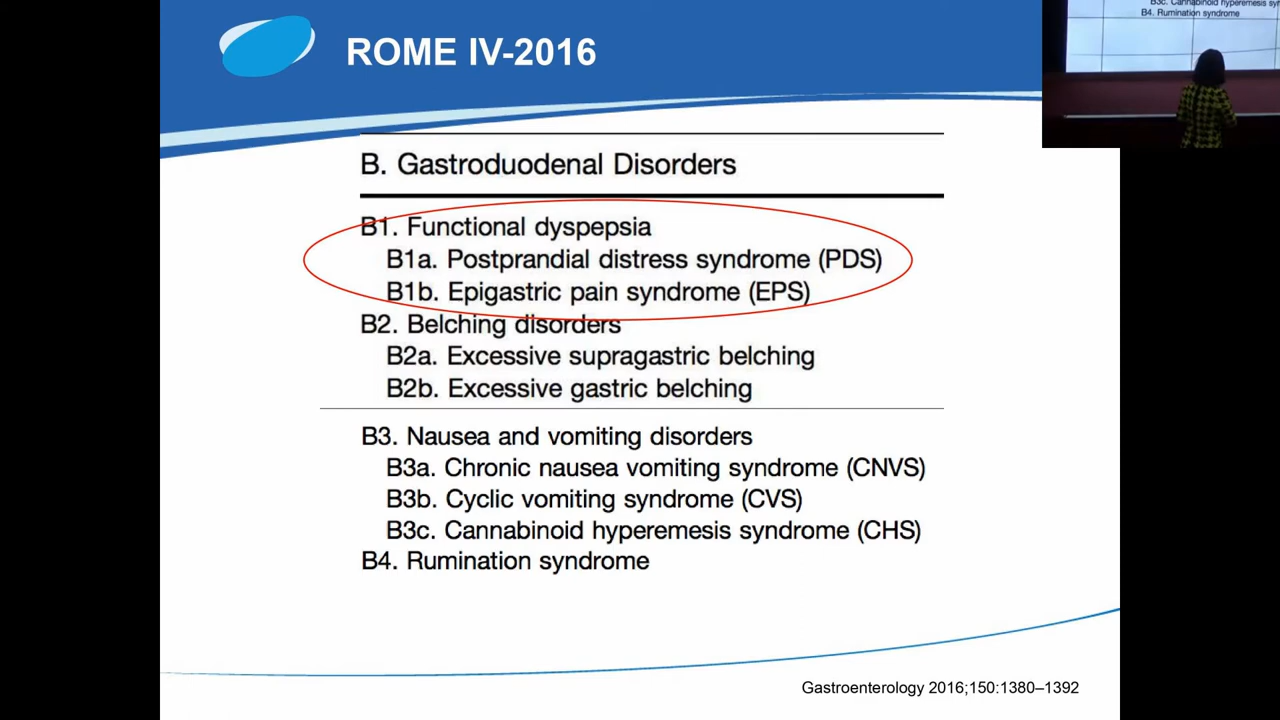 ROME IV-2016
B. Gastroduodenal Disorders
B1. Functional dyspepsia
B1a. Postprandial distress syndrome (PDS)
B1b. Epigastric pain syndrome (EPS)
B2. Belching disorders
B2a. Excessive supragastric belching
B2b. Excessive gastric belching
B3. Nausea and vomiting disorders
B3a. Chronic nausea vomiting syndrome (CNVS)
B3b. Cyclic vomiting syndrome (CVS)
B3c. Cannabinoid hyperemesis syndrome (CHS)
B4. Rumination syndrome
Gastroenterology 2016;150:1380–1392
B3c. Cannabinoid hyperemesis
B4. Rumination syndrome